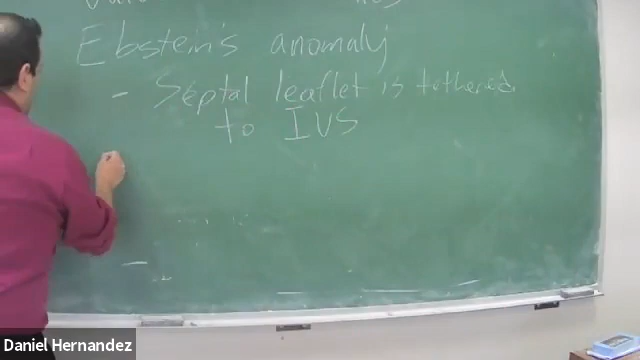 Ebstein's anomaly
- Septal leaflet is tethered
to IVS
Daniel Hernandez